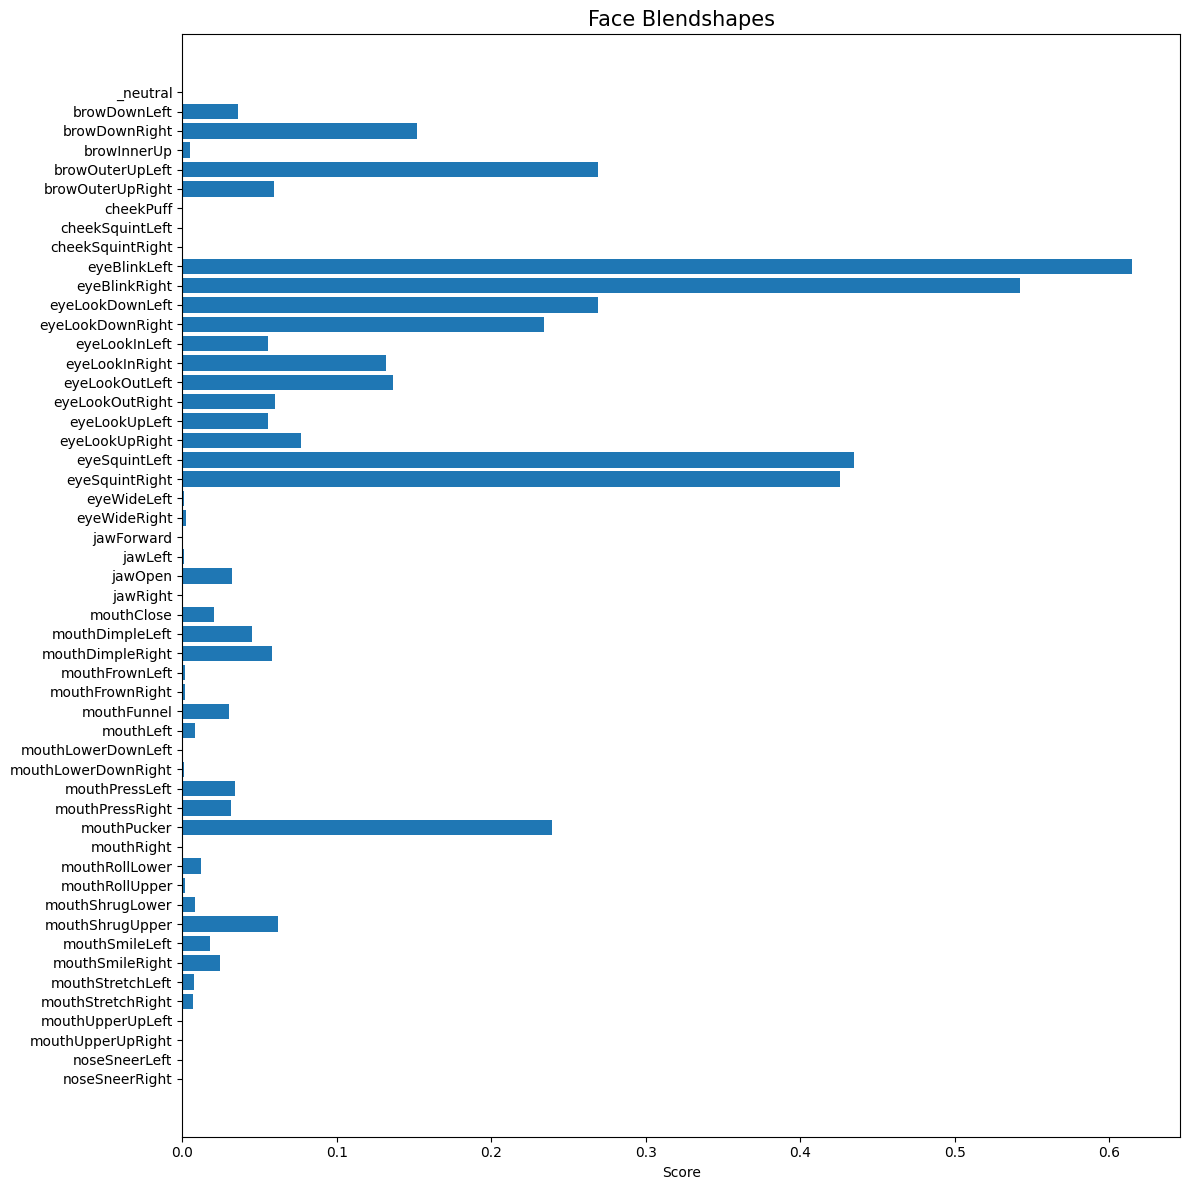 Face Blendshapes
_neutral
browDownLeft
browDownRight
browInnerUp
browOuterUpLeft
browOuterUpRight
cheekPuff
cheekSquintLeft
cheekSquintRight
eyeBlinkLeft
eyeBlinkRight
eyeLookDownLeft
eyeLookDownRight
eyeLookInLeft
eyeLookInRight
eyeLookOutLeft
eyeLookOutRight
eyeLookUpLeft
eyeLookUpRight
eyeSquintLeft
eyeSquintRight
eyeWideLeft
eyeWideRight
jawForward
jawLeft
jawOpen
jawRight
mouthClose
mouthDimpleLeft
mouthDimpleRight
mouthFrownLeft
mouthFrownRight
mouthFunnel
mouthLeft
mouthLowerDownLeft
mouthLowerDownRight
mouthPressLeft
mouthPressRight
mouthPucker
mouthRight
mouthRollLower
mouthRollUpper
mouthShrugLower
mouthShrugUpper
mouthSmileLeft
mouthSmileRight
mouthStretchLeft
mouthStretchRight
mouthUpperUpLeft
mouthUpperUpRight
noseSneerLeft
noseSneerRight
0.0 0.1 0.2 0.3 0.4 0.5 0.6
Score